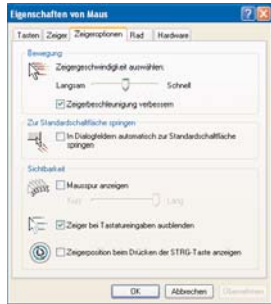 Eigenschaften von Maus
Tasten Zeiger Zeigeroptionen Rad Hardware
Bewegung
Zeigergeschwindigkeit auswählen.
Langsam Schnell
Zeigerbeschleunigung verbessern
Zur Standardschaltfläche springen
In Dialogfeldern automatisch zur Standardschaltfläche
springen
Sichtbarkeit
Mausspur anzeigen
Kurz Lang
Zeiger bei Tastatureingaben ausblenden
Zeigerposition beim Drücken der STRG-Taste anzeigen
OK Abbrechen Übernehmen